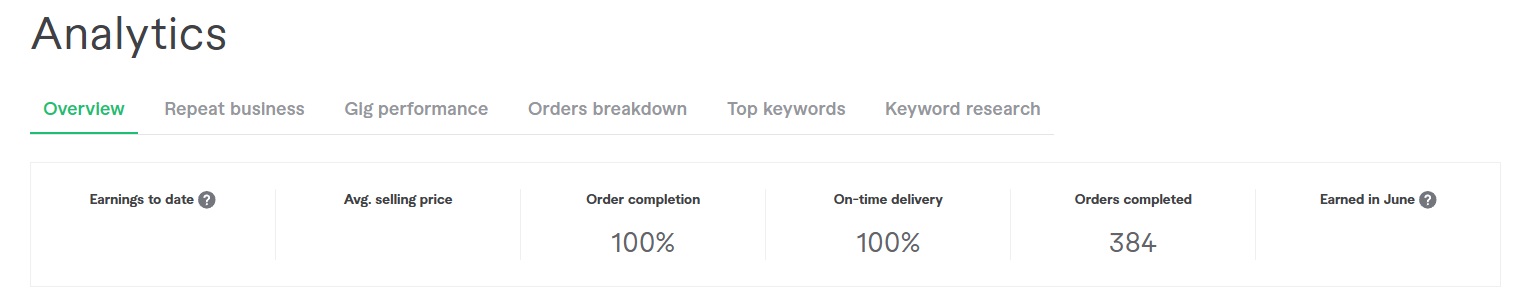 Analytics
Overview Repeat business Gig performance Orders breakdown Top keywords Keyword research
Earnings to date ? Avg. selling price Order completion On-time delivery Orders completed Earned in June ?
100% 100% 384